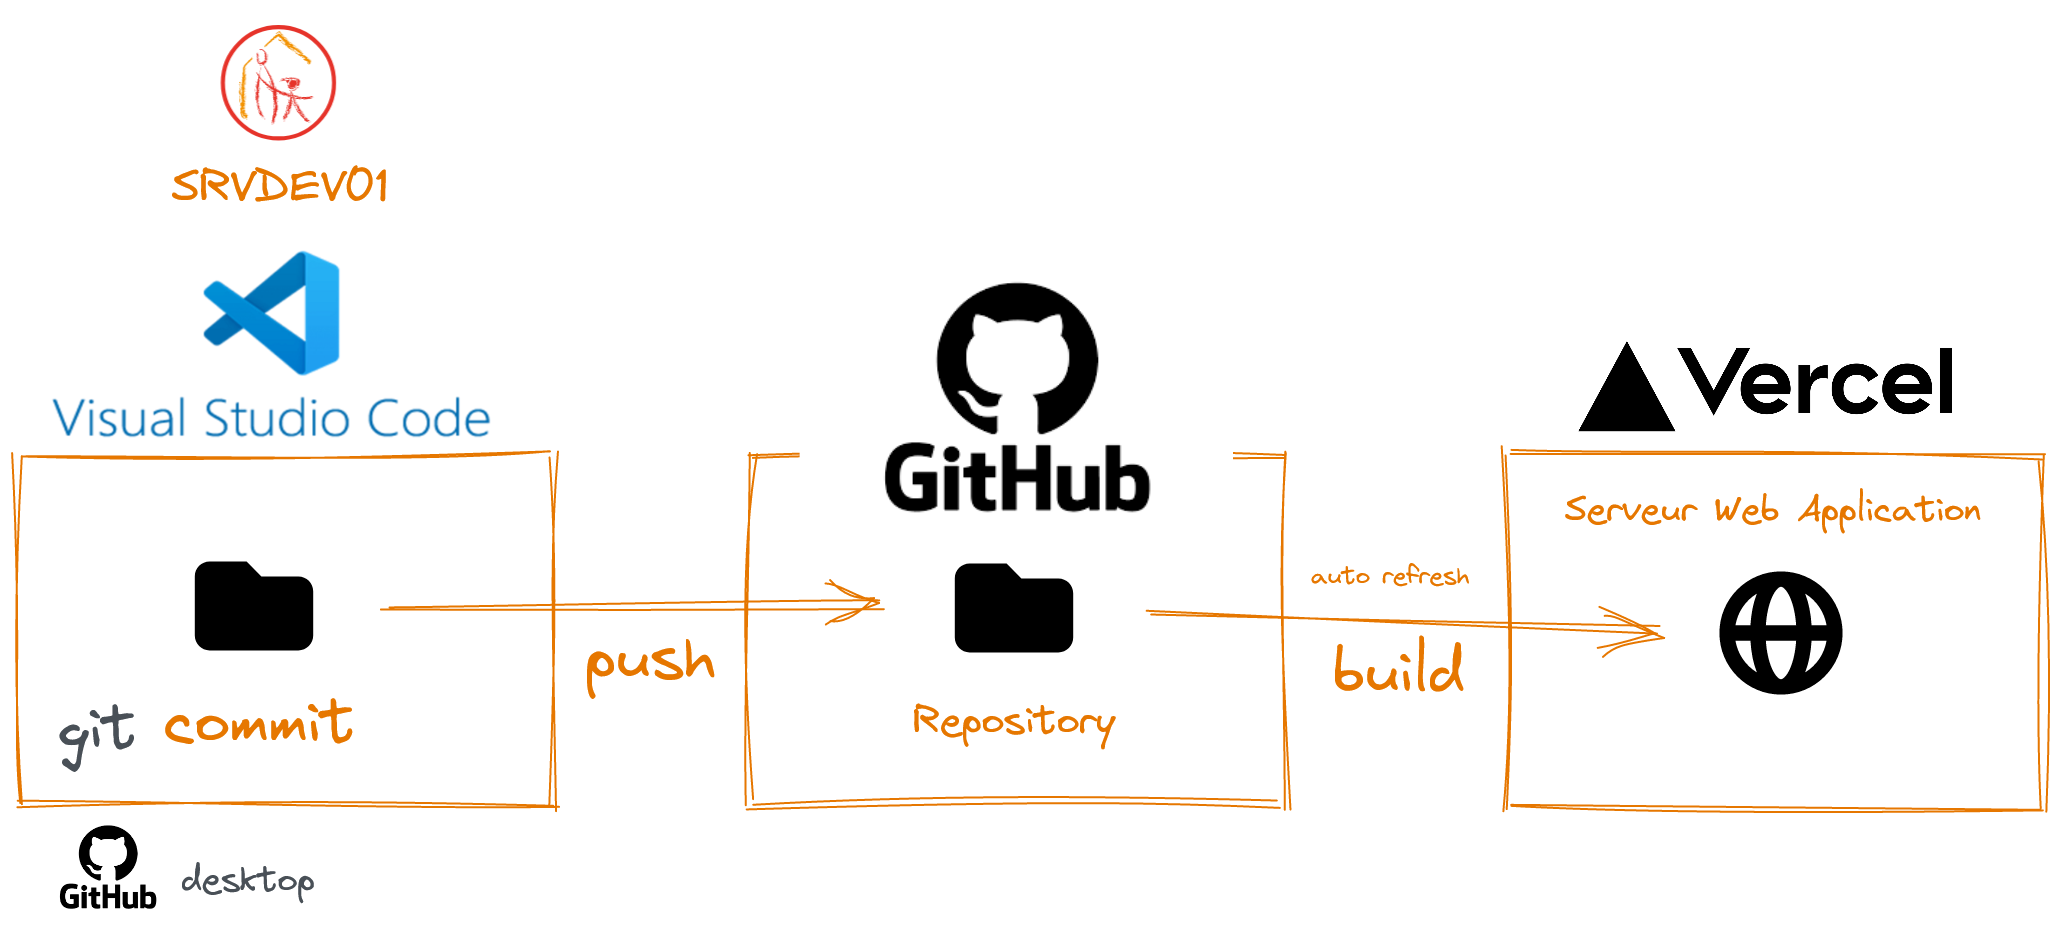 SRVDEV01
Visual Studio Code
git commit
GitHub
desktop
push
GitHub
Repository
auto refresh
build
Vercel
Serveur Web Application